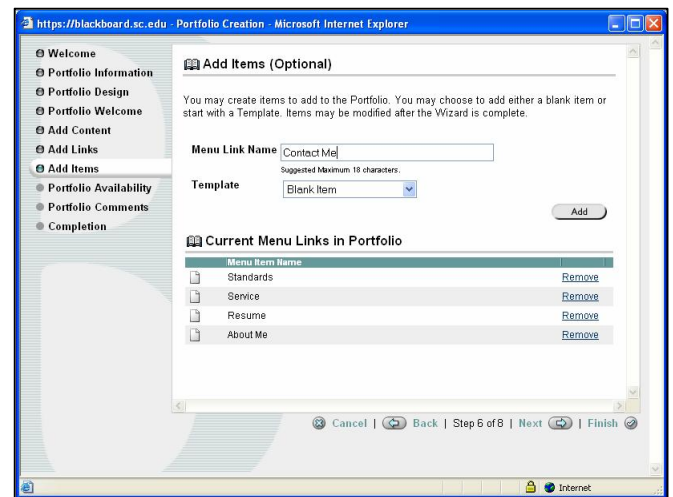 https://blackboard.sc.edu - Portfolio Creation - Microsoft Internet Explorer
Welcome
Portfolio Information
Portfolio Design
Portfolio Welcome
Add Content
Add Links
Add Items
Portfolio Availability
Portfolio Comments
Completion
Add Items (Optional)
You may create items to add to the Portfolio. You may choose to add either a blank item or
start with a Template. Items may be modified after the Wizard is complete.
Menu Link Name Contact Me
Suggested Maximum 18 characters.
Template Blank Item
Add
Current Menu Links in Portfolio
Menu Item Name
Standards Remove
Service Remove
Resume Remove
About Me Remove
Cancel | Back | Step 6 of 8 | Next | Finish
Internet